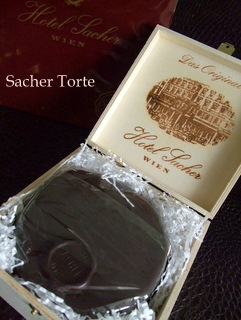 Hotel Sacher
WIEN
Sacher Torte
Das Original
Hotel Sacher
WIEN